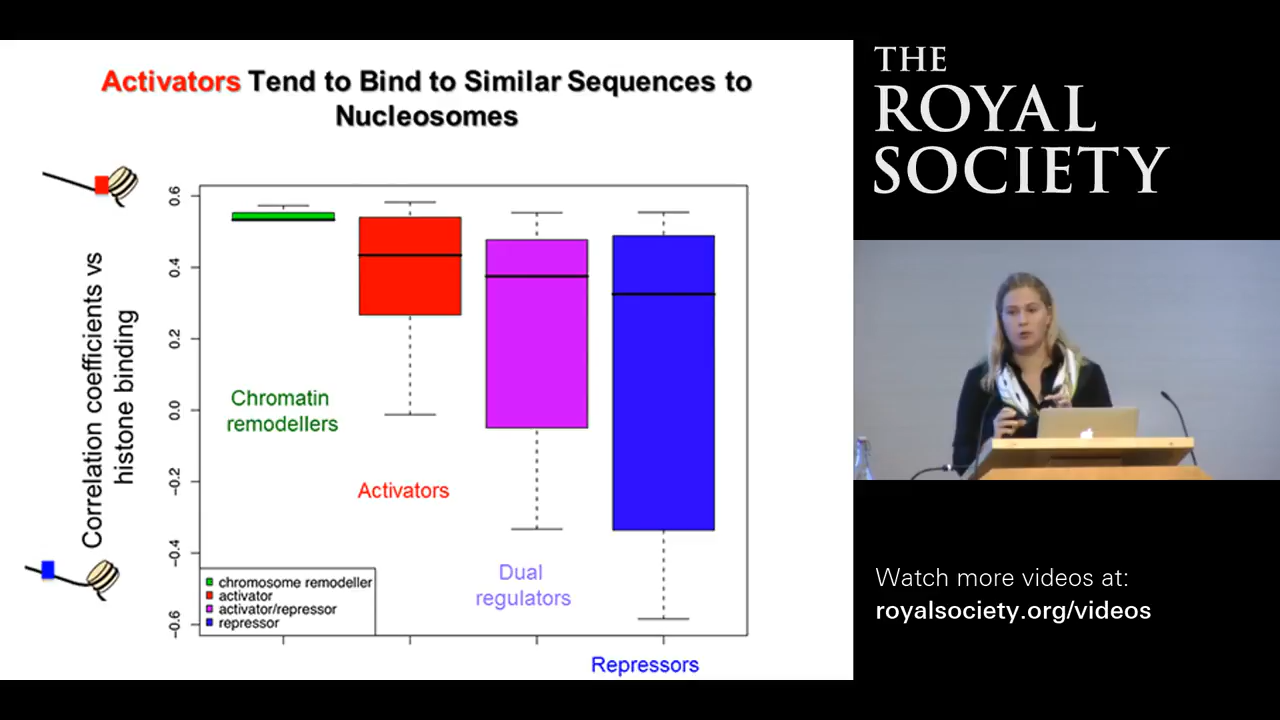 Activators Tend to Bind to Similar Sequences to
Nucleosomes
Correlation coefficients vs
histone binding
0.6
0.4
0.2
0.0
-0.2
-0.4
-0.6
Chromatin
remodellers
Activators
Dual
regulators
Repressors
chromosome remodeller
activator
activator/repressor
repressor
THE
ROYAL
SOCIETY
Watch more videos at:
royalsociety.org/videos